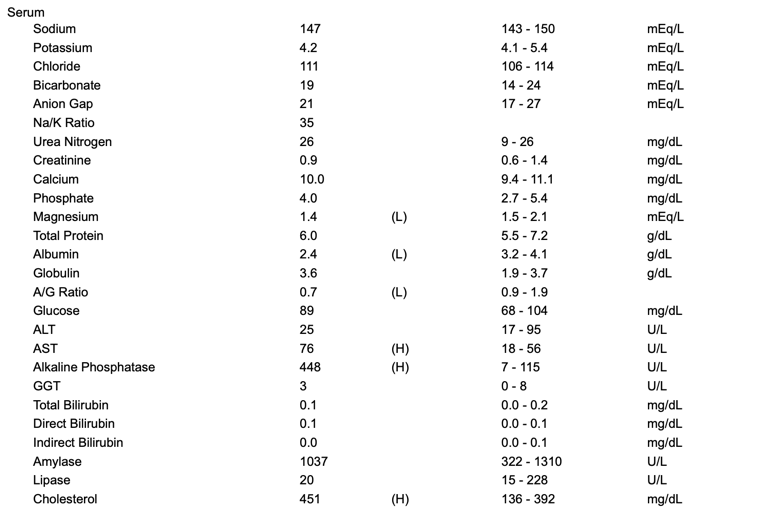 Serum
Sodium 147 143 - 150 mEq/L
Potassium 4.2 4.1 - 5.4 mEq/L
Chloride 111 106 - 114 mEq/L
Bicarbonate 19 14 - 24 mEq/L
Anion Gap 21 17 - 27 mEq/L
Na/K Ratio 35
Urea Nitrogen 26 9 - 26 mg/dL
Creatinine 0.9 0.6 - 1.4 mg/dL
Calcium 10.0 9.4 - 11.1 mg/dL
Phosphate 4.0 2.7 - 5.4 mg/dL
Magnesium 1.4 (L) 1.5 - 2.1 mEq/L
Total Protein 6.0 5.5 - 7.2 g/dL
Albumin 2.4 (L) 3.2 - 4.1 g/dL
Globulin 3.6 1.9 - 3.7 g/dL
A/G Ratio 0.7 (L) 0.9 - 1.9
Glucose 89 68 - 104 mg/dL
ALT 25 17 - 95 U/L
AST 76 (H) 18 - 56 U/L
Alkaline Phosphatase 448 (H) 7 - 115 U/L
GGT 3 0 - 8 U/L
Total Bilirubin 0.1 0.0 - 0.2 mg/dL
Direct Bilirubin 0.1 0.0 - 0.1 mg/dL
Indirect Bilirubin 0.0 0.0 - 0.1 mg/dL
Amylase 1037 322 - 1310 U/L
Lipase 20 15 - 228 U/L
Cholesterol 451 (H) 136 - 392 mg/dL